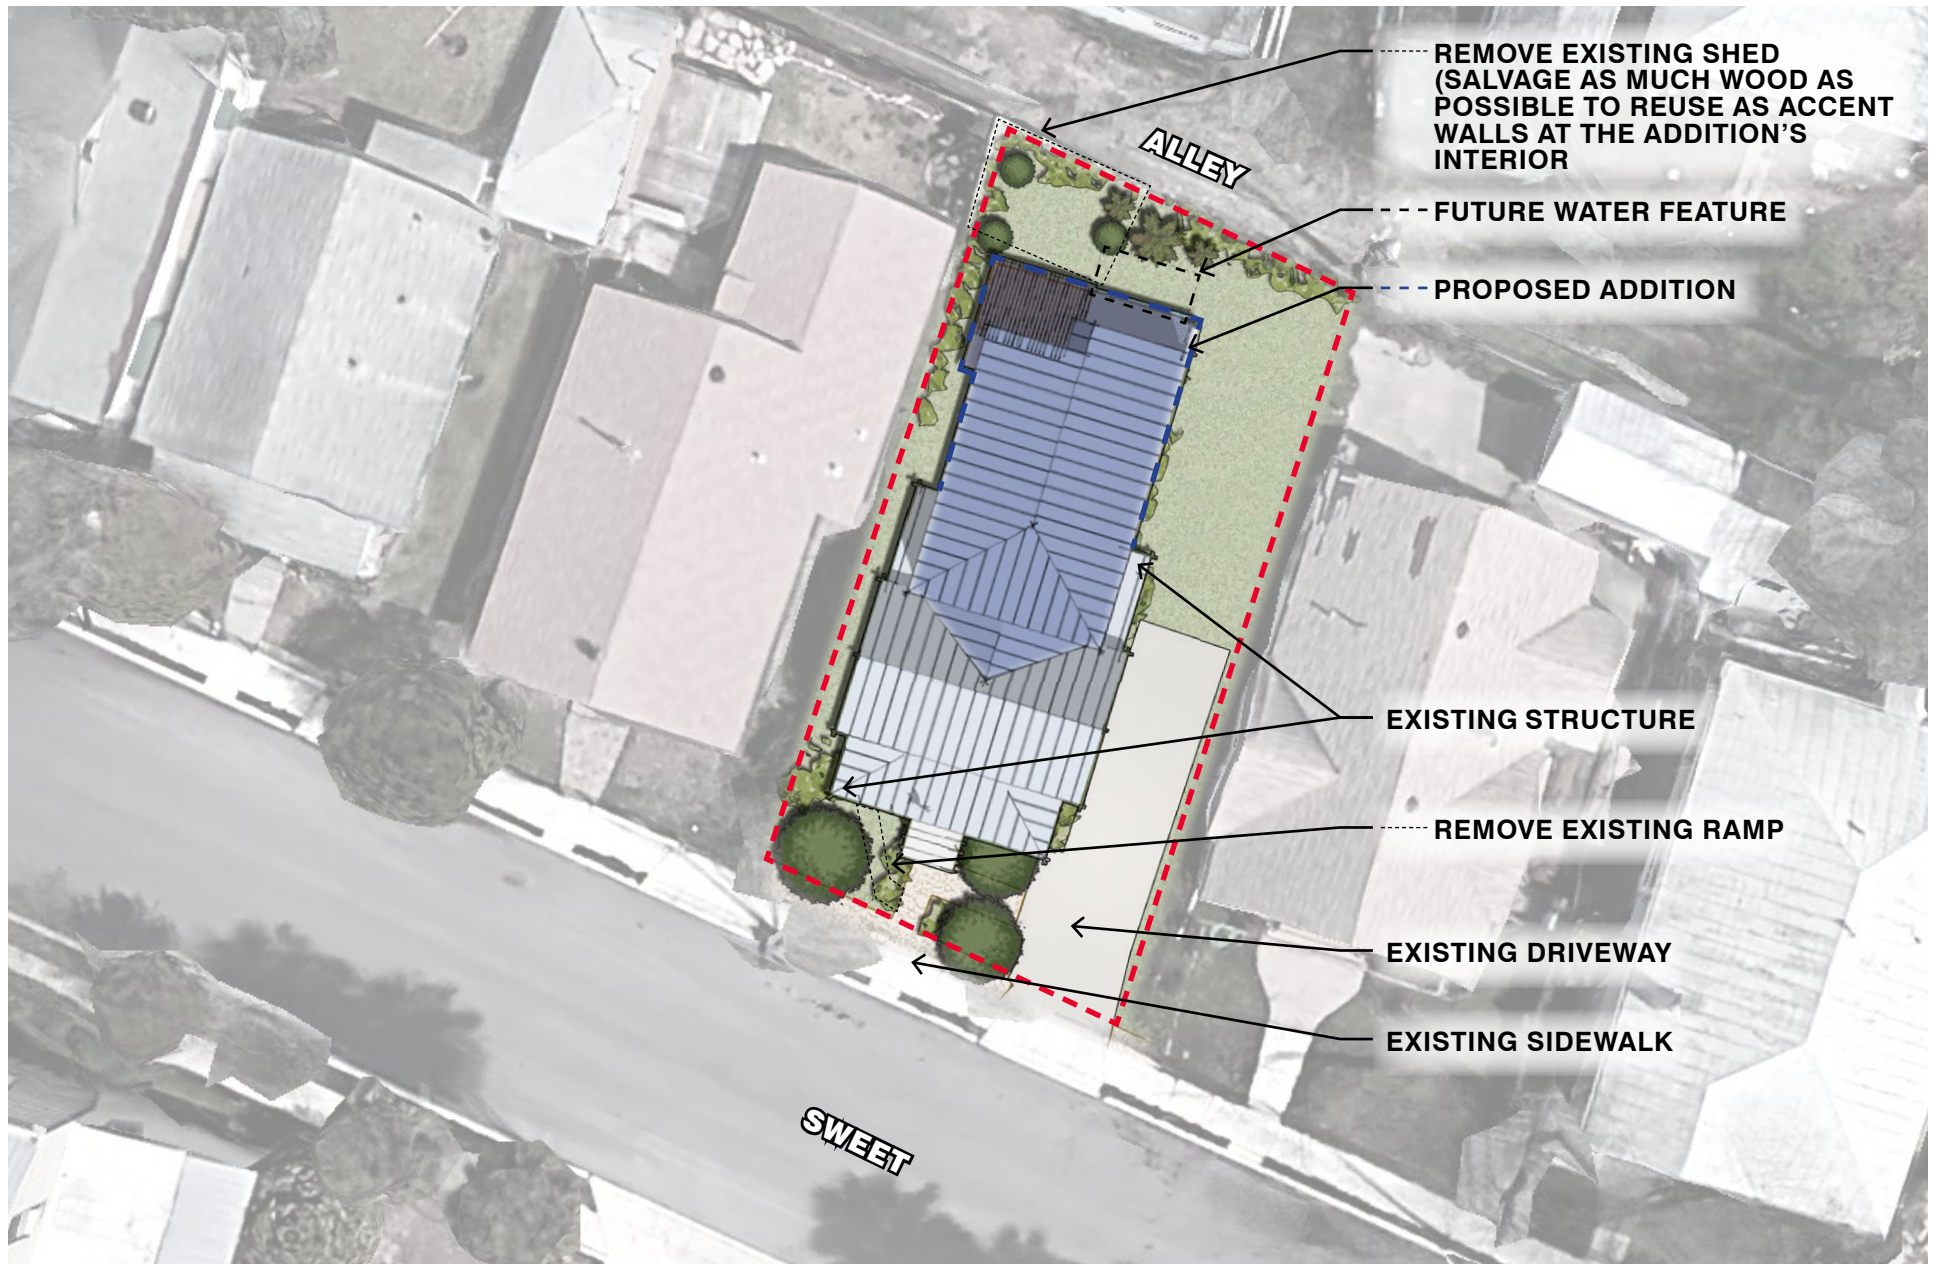 REMOVE EXISTING SHED
(SALVAGE AS MUCH WOOD AS
POSSIBLE TO REUSE AS ACCENT
WALLS AT THE ADDITION'S
INTERIOR
ALLEY
FUTURE WATER FEATURE
PROPOSED ADDITION
EXISTING STRUCTURE
REMOVE EXISTING RAMP
EXISTING DRIVEWAY
EXISTING SIDEWALK
SWEET